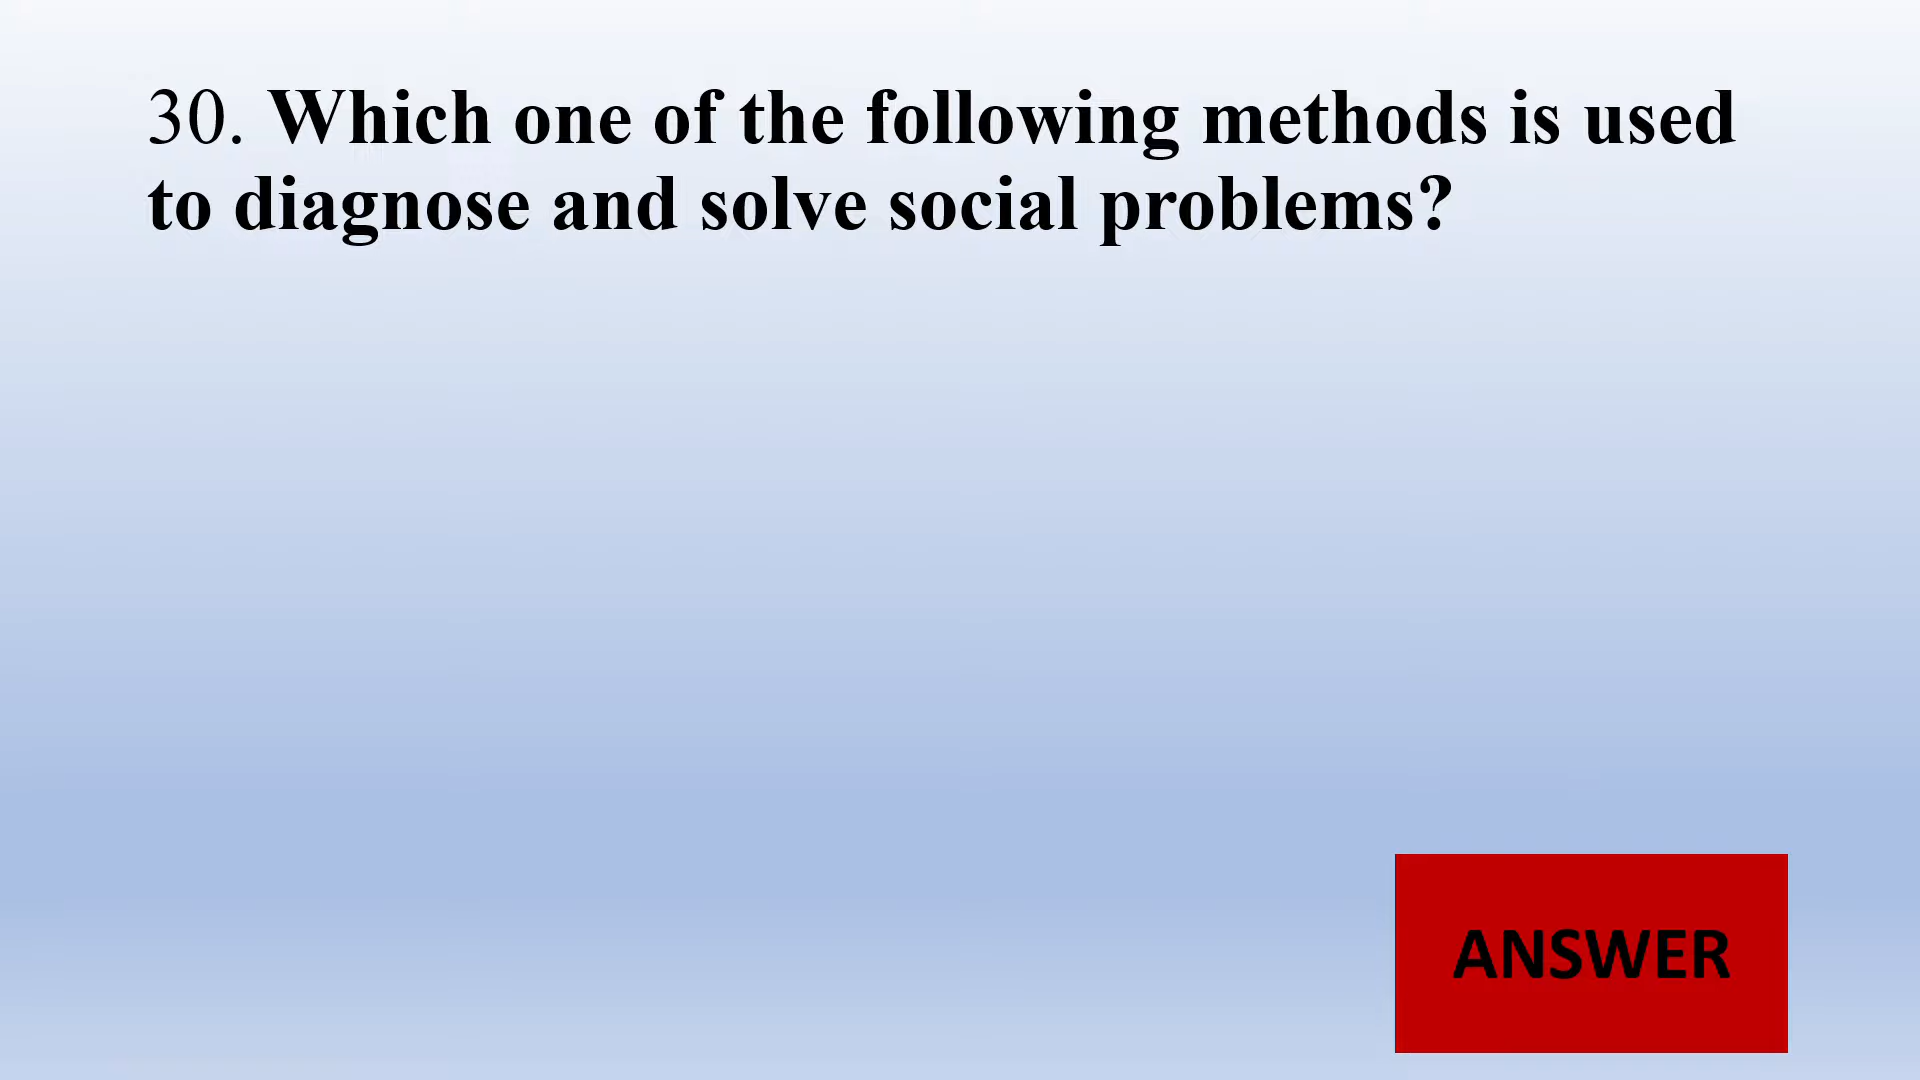 30. Which one of the following methods is used
to diagnose and solve social problems?
ANSWER